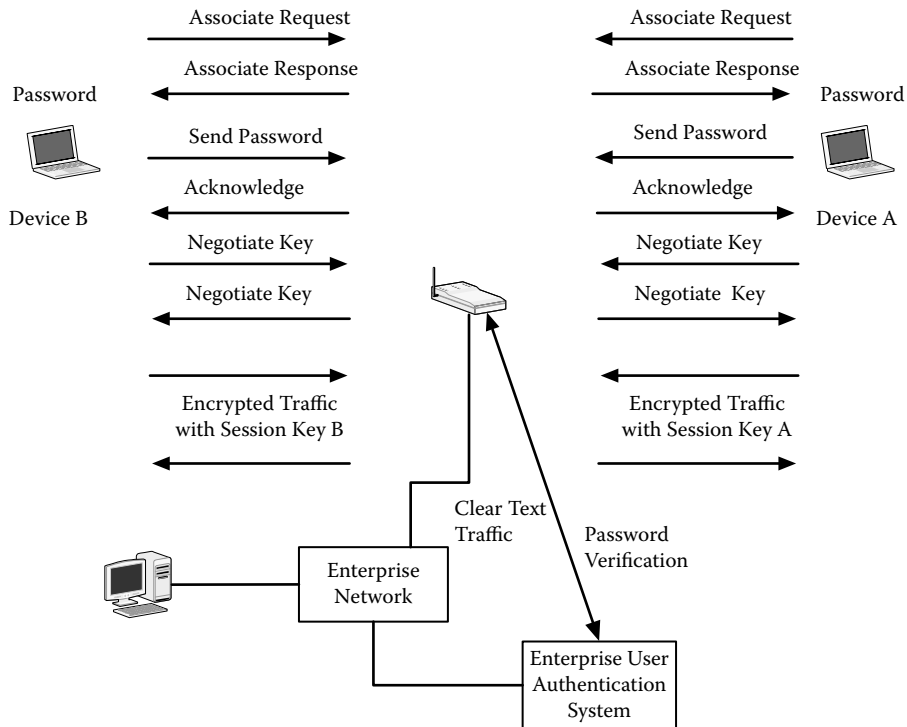 Associate Request
Associate Request
Associate Response
Associate Response
Password
Password
Send Password
Send Password
Acknowledge
Acknowledge
Device B
Device A
Negotiate Key
Negotiate Key
Negotiate Key
Negotiate Key
Encrypted Traffic
with Session Key B
Encrypted Traffic
with Session Key A
Clear Text
Traffic
Password
Verification
Enterprise
Network
Enterprise User
Authentication
System